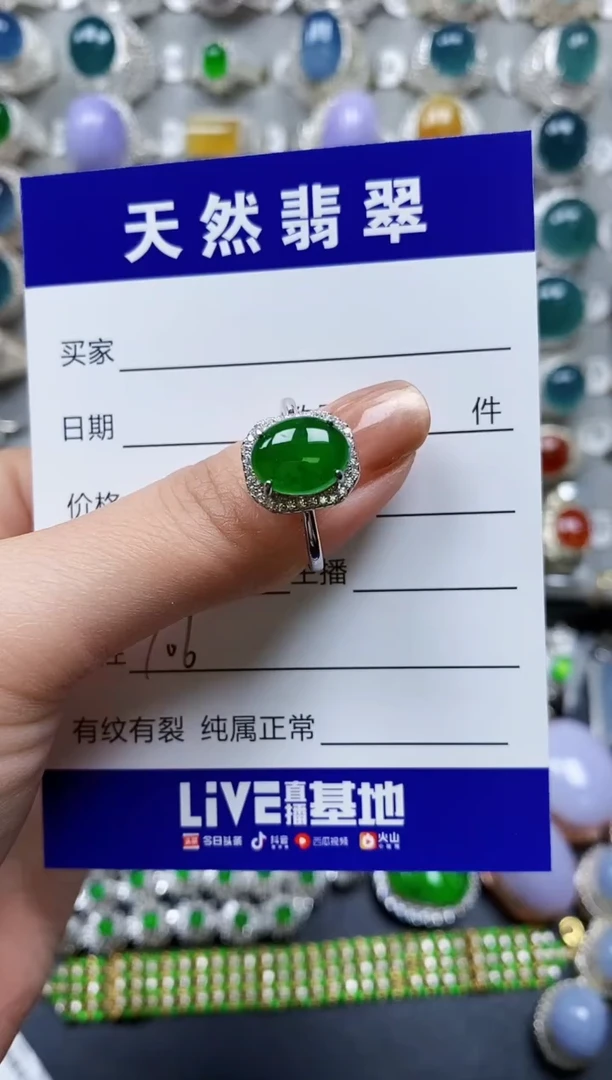 天然翡翠
买家
日期 件
价格
主播
106
有纹有裂 纯属正常
LiVE直播基地
今日头条 抖音 西瓜视频 火山